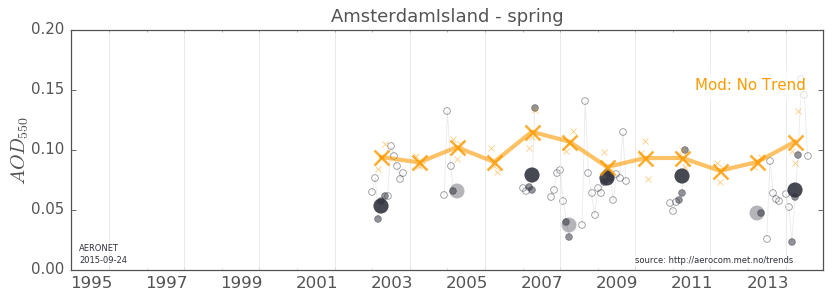 AmsterdamIsland - spring
0.20
0.15
0.10
0.05
0.00
AOD550
Mod: No Trend
AERONET
2015-09-24
source: http://aerocom.met.no/trends
1995 1997 1999 2001 2002 2003 2005 2007 2009 2011 2013